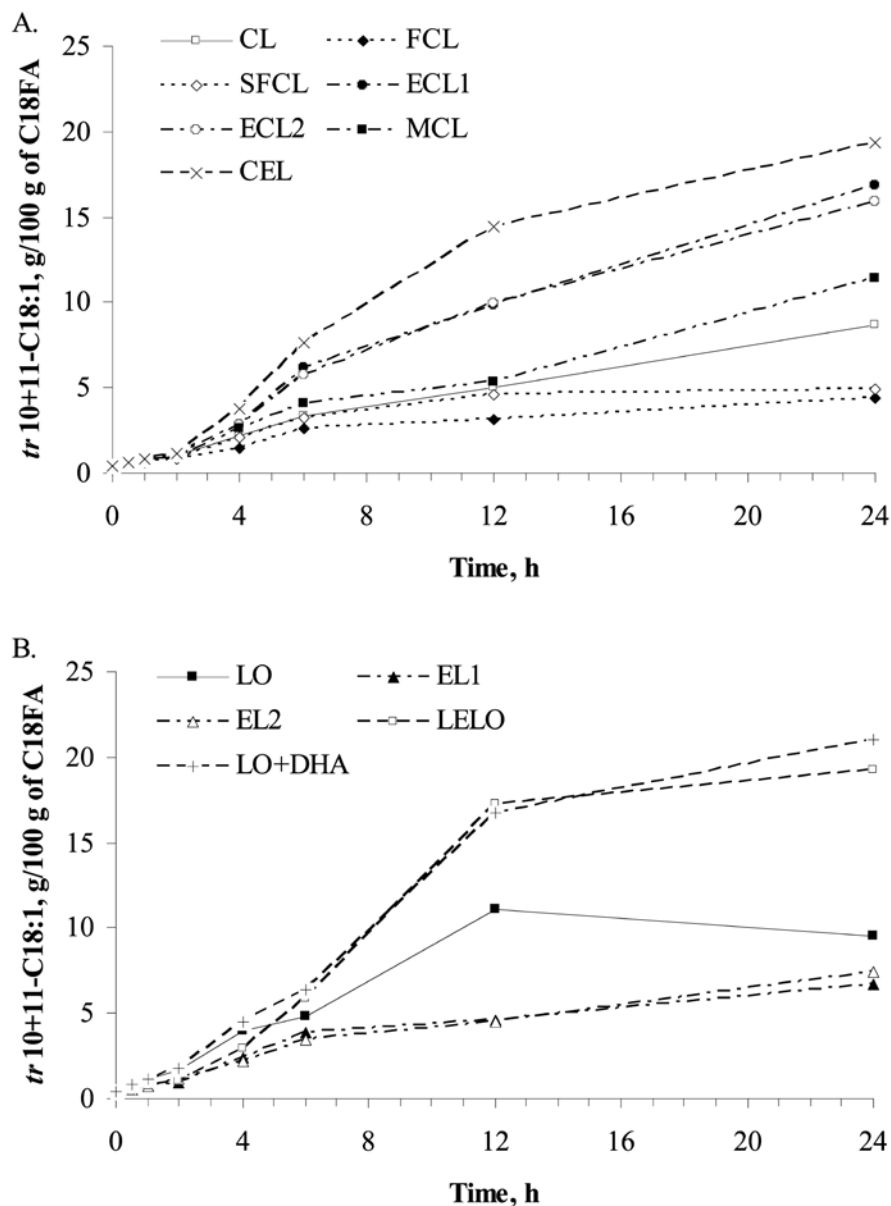 A.
CL FCL
SFCL ECL1
ECL2 MCL
CEL
tr 10+11-C18:1, g/100 g of C18FA
25
20
15
10
5
0
0 4 8 12 16 20 24
Time, h
B.
LO EL1
EL2 LELO
LO+DHA
tr 10+11-C18:1, g/100 g of C18FA
25
20
15
10
5
0
0 4 8 12 16 20 24
Time, h